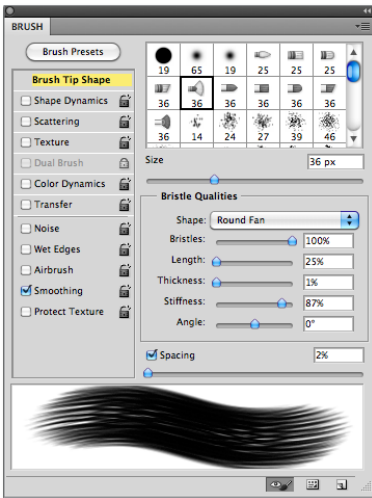 BRUSH
Brush Presets
Brush Tip Shape
Shape Dynamics
Scattering
Texture
Dual Brush
Color Dynamics
Transfer
Noise
Wet Edges
Airbrush
Smoothing
Protect Texture
19 65 19 25 25 25
36 36 36 36 36 36
36 14 24 27 39 46
Size 36 px
Bristle Qualities
Shape: Round Fan
Bristles: 100%
Length: 25%
Thickness: 1%
Stiffness: 87%
Angle: 0°
Spacing 2%